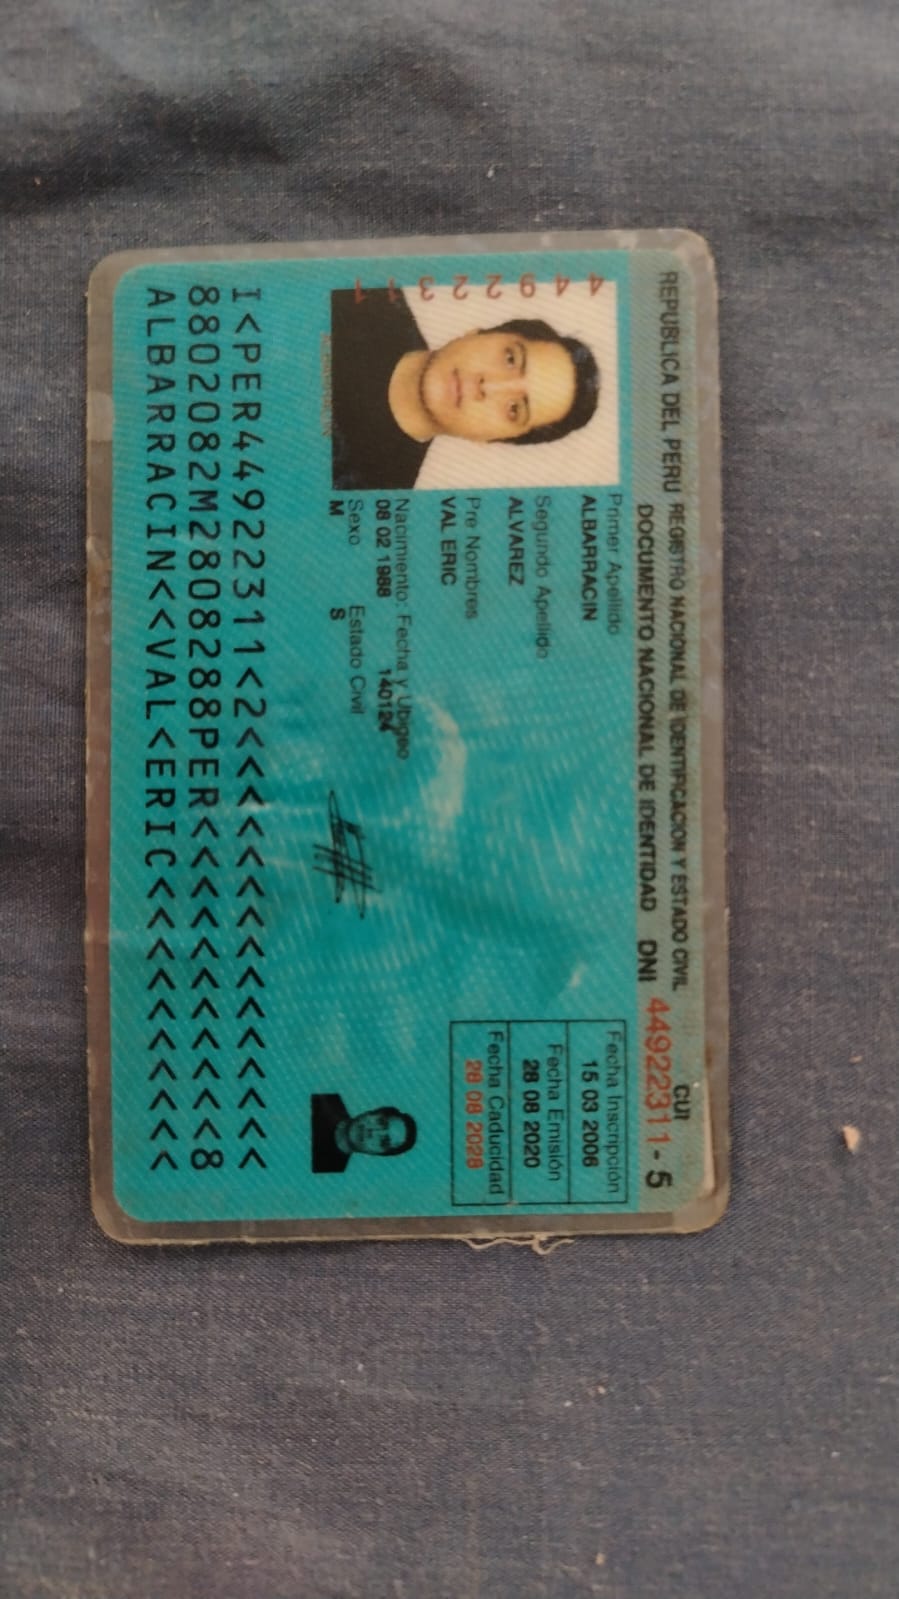 REPUBLICA DEL PERU REGISTRO NACIONAL DE IDENTIFICACION Y ESTADO CIVIL
DOCUMENTO NACIONAL DE IDENTIDAD DNI
CUI
44922311 - 5
44922311
Primer Apellido
ALBARRACIN
Segundo Apellido
ALVAREZ
Pre Nombres
VAL ERIC
Nacimiento: Fecha y Ubigeo
08 02 1988 140124
Sexo Estado Civil
M S
Fecha Inscripción
15 03 2006
Fecha Emisión
28 08 2020
Fecha Caducidad
28 08 2028
I<PER44922311<2<<<<<<<<<<<<<<<
8802082M2808288PER<<<<<<<<<<<8
ALBARRACIN<<VAL<ERIC<<<<<<<<<<